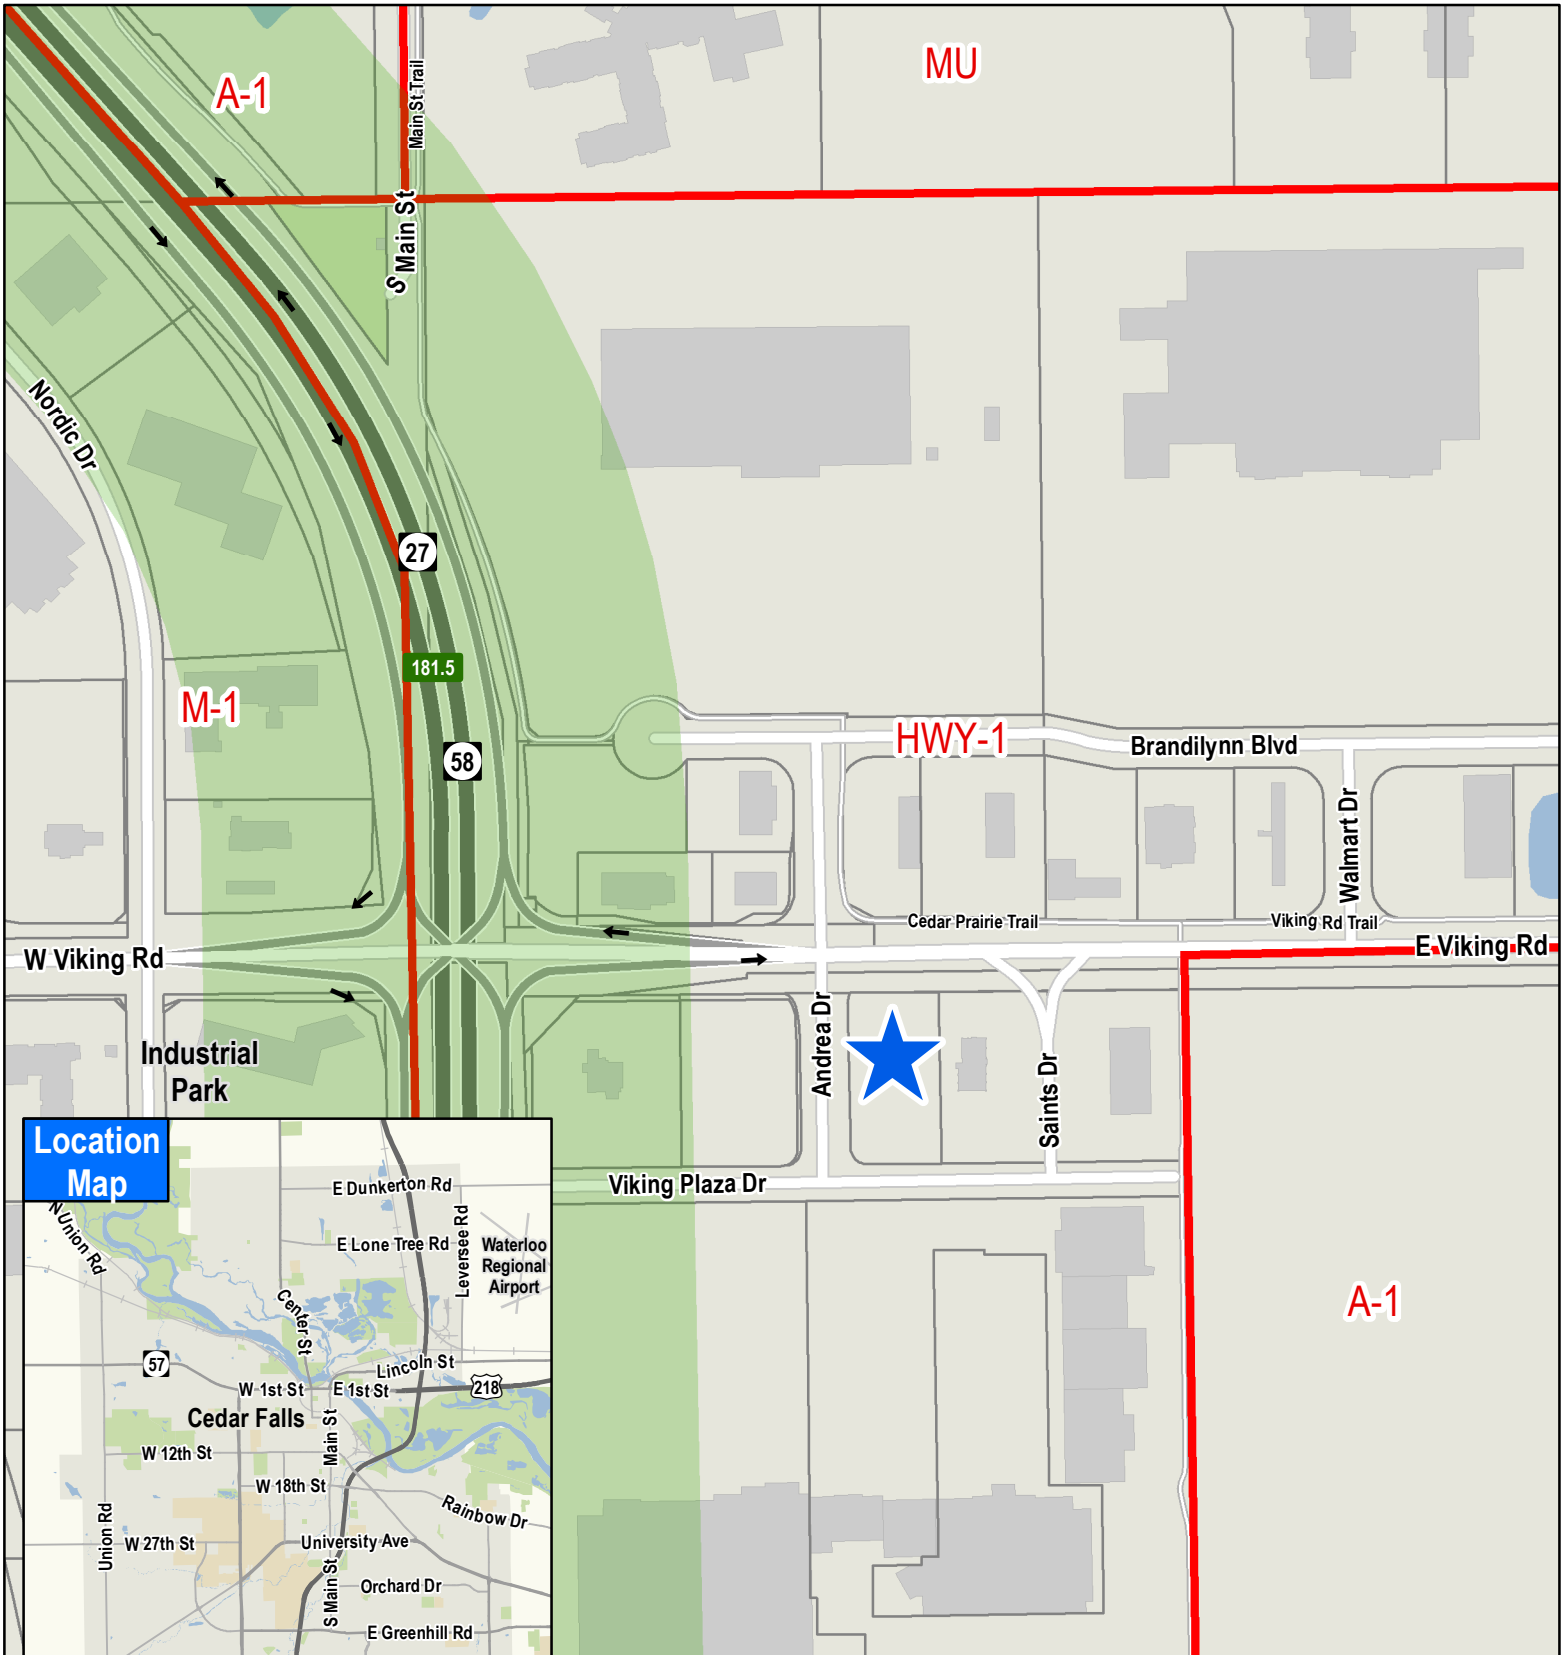 MU
A-1
Main St Trail
S Main St
Nordic Dr
27
181.5
M-1
58
HWY-1
Brandilynn Blvd
Walmart Dr
Cedar Prairie Trail
Viking Rd Trail
W Viking Rd
E Viking Rd
Andrea Dr
Saints Dr
Industrial
Park
Viking Plaza Dr
A-1
Location
Map
E Dunkerton Rd
N Union Rd
E Lone Tree Rd
Leversee Rd
Waterloo
Regional
Airport
Center St
57
Lincoln St
W 1st St
E 1st St
218
Cedar Falls
Main St
W 12th St
W 18th St
Rainbow Dr
Union Rd
W 27th St
University Ave
S Main St
Orchard Dr
E Greenhill Rd